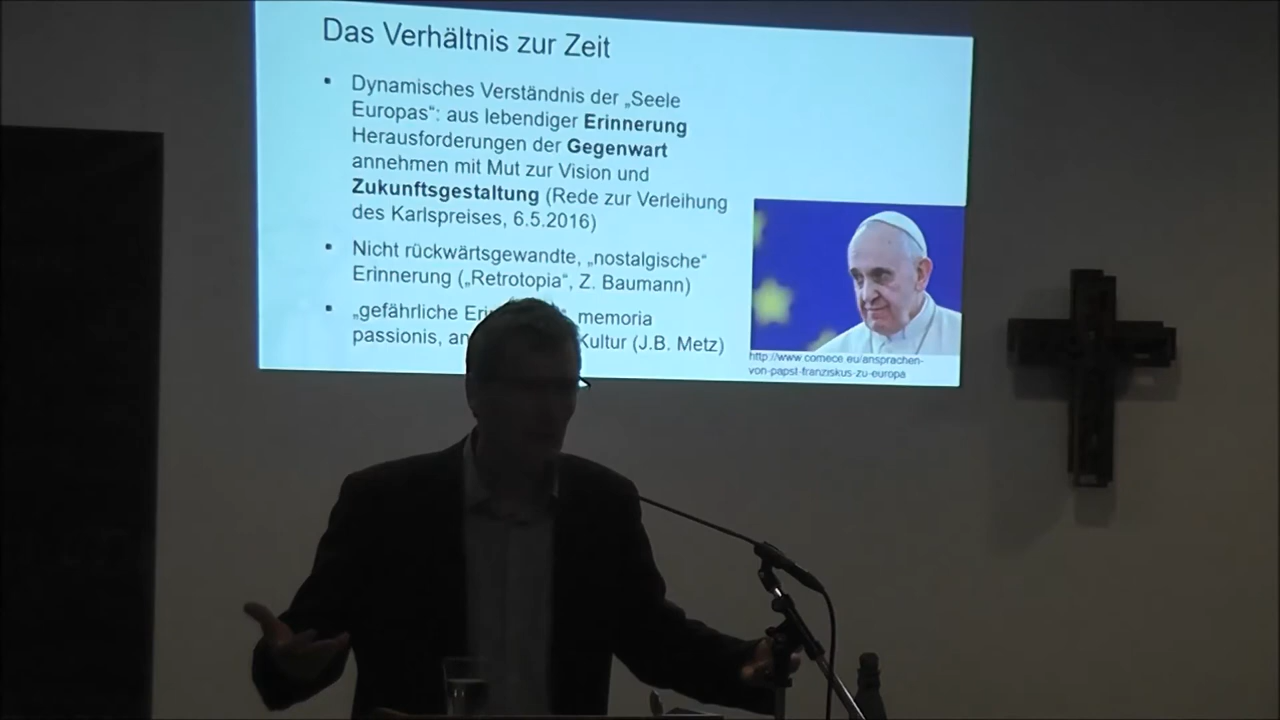 Das Verhältnis zur Zeit
▪ Dynamisches Verständnis der „Seele
Europas“: aus lebendiger Erinnerung
Herausforderungen der Gegenwart
annehmen mit Mut zur Vision und
Zukunftsgestaltung (Rede zur Verleihung
des Karlspreises, 6.5.2016)
▪ Nicht rückwärtsgewandte, „nostalgische“
Erinnerung („Retrotopia“, Z. Baumann)
▪ „gefährliche memoria
passionis, Kultur (J.B. Metz)
http://www.comece.eu/ansprachen-
von-papst-franziskus-zu-europa